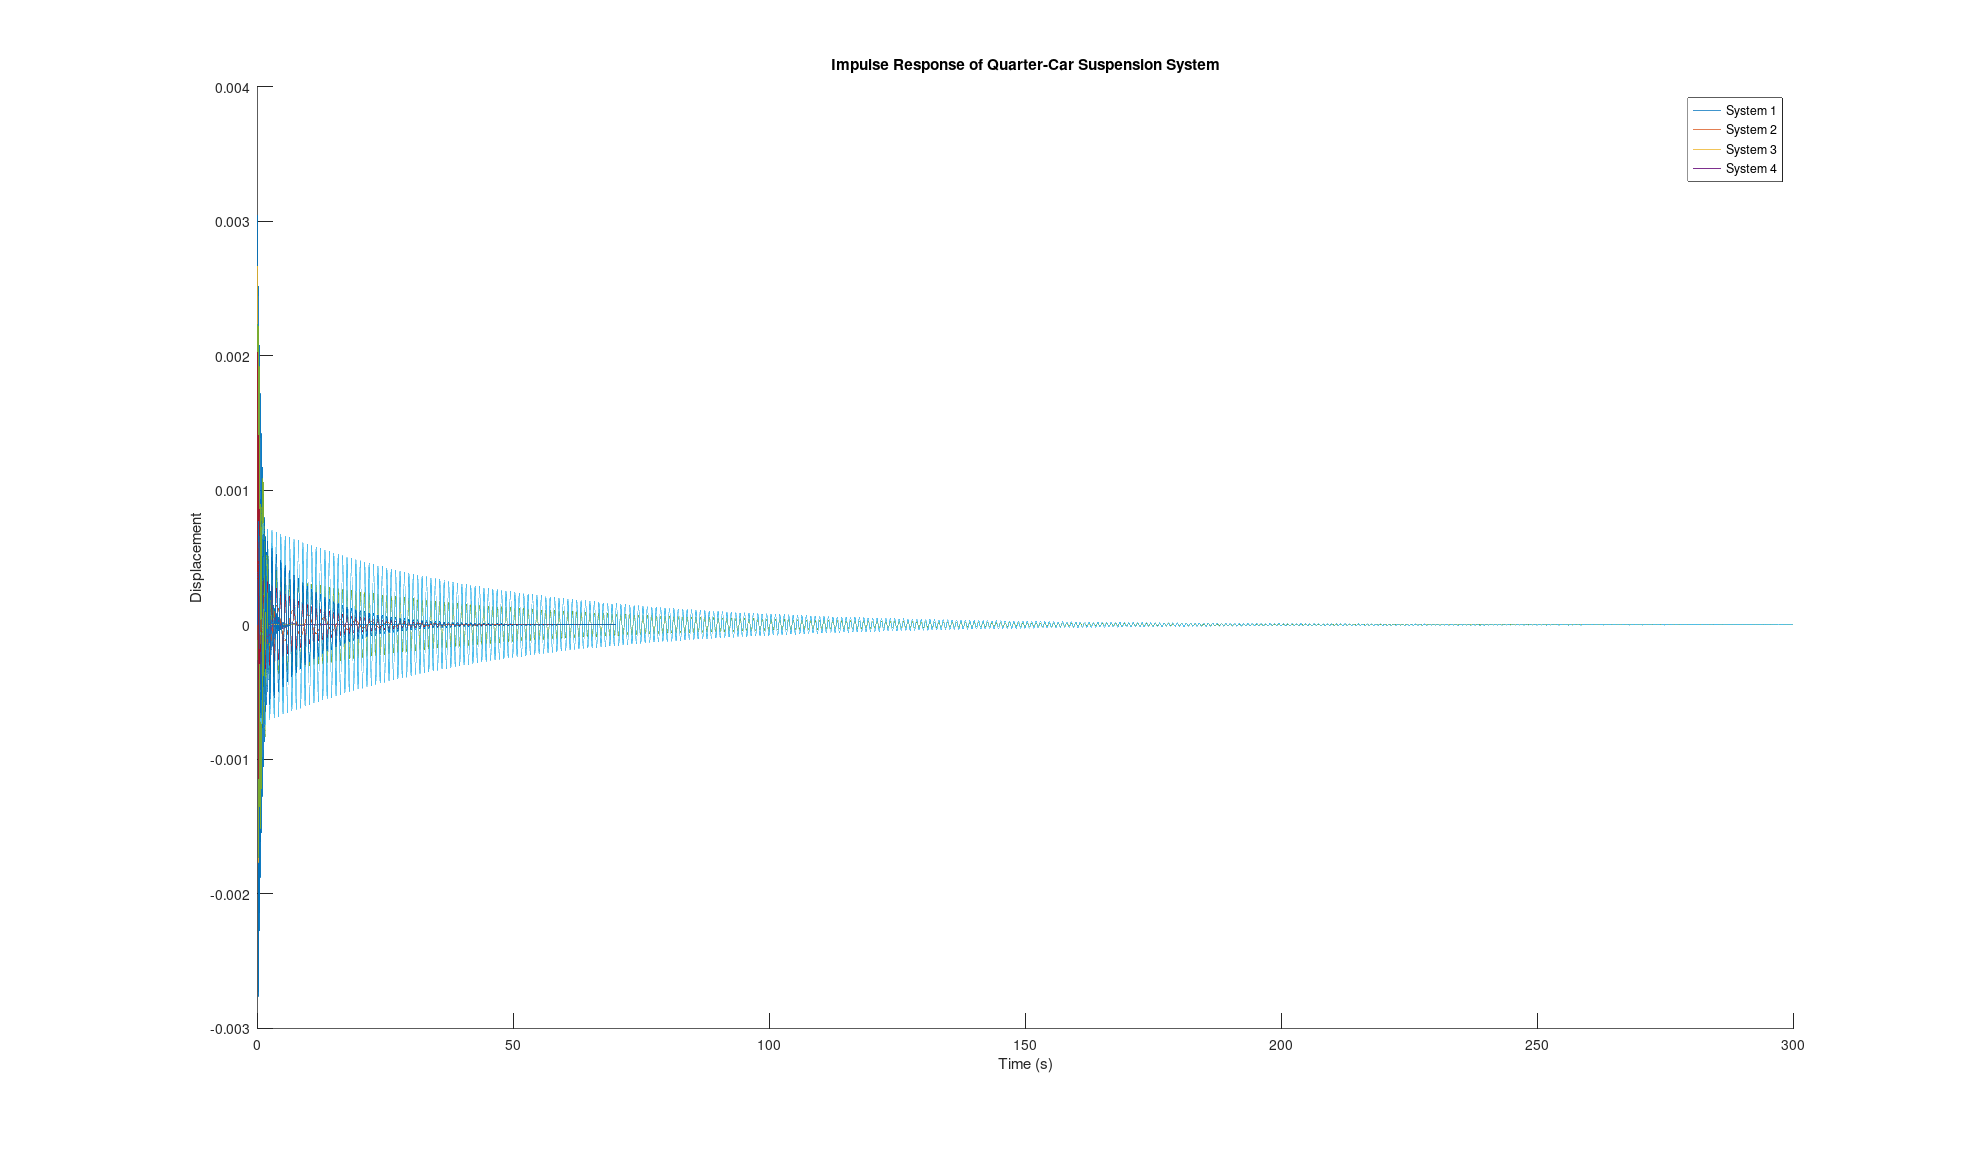 Impulse Response of Quarter-Car Suspension System
0.004
0.003
0.002
0.001
0
-0.001
-0.002
-0.003
Displacement
System 1
System 2
System 3
System 4
0 50 100 150 200 250 300
Time (s)